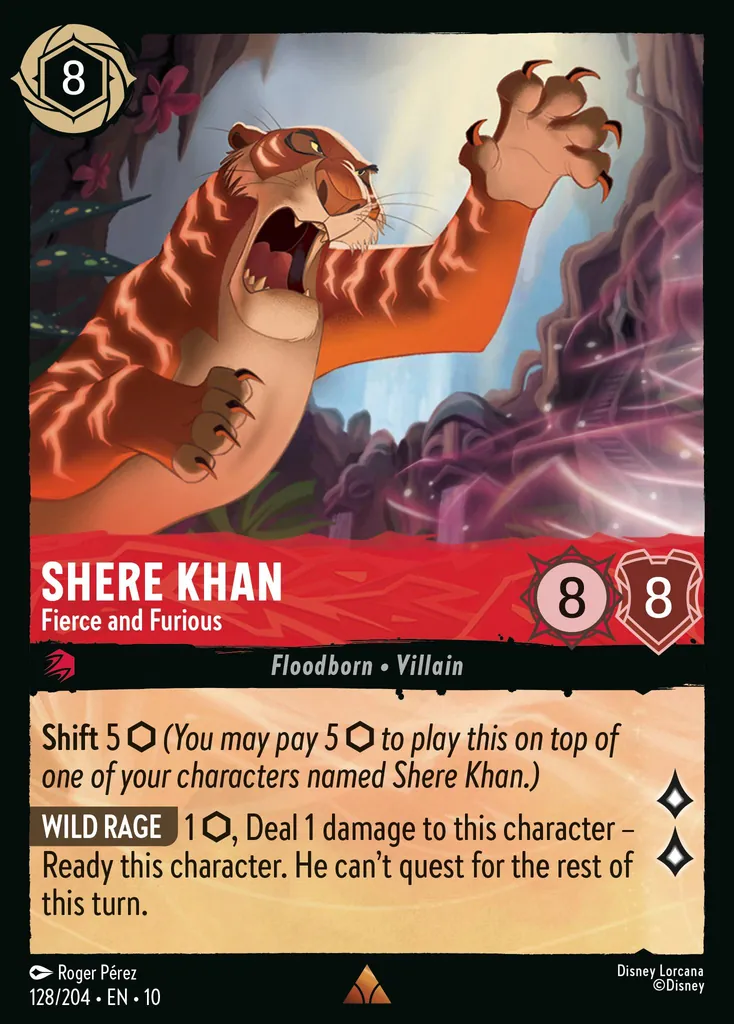 8
SHERE KHAN
Fierce and Furious
8
8
Floodborn • Villain
Shift 5 ⬡ (You may pay 5 ⬡ to play this on top of
one of your characters named Shere Khan.)
WILD RAGE 1 ⬡, Deal 1 damage to this character –
Ready this character. He can't quest for the rest of
this turn.
Roger Pérez
128/204 • EN • 10
Disney Lorcana
©Disney